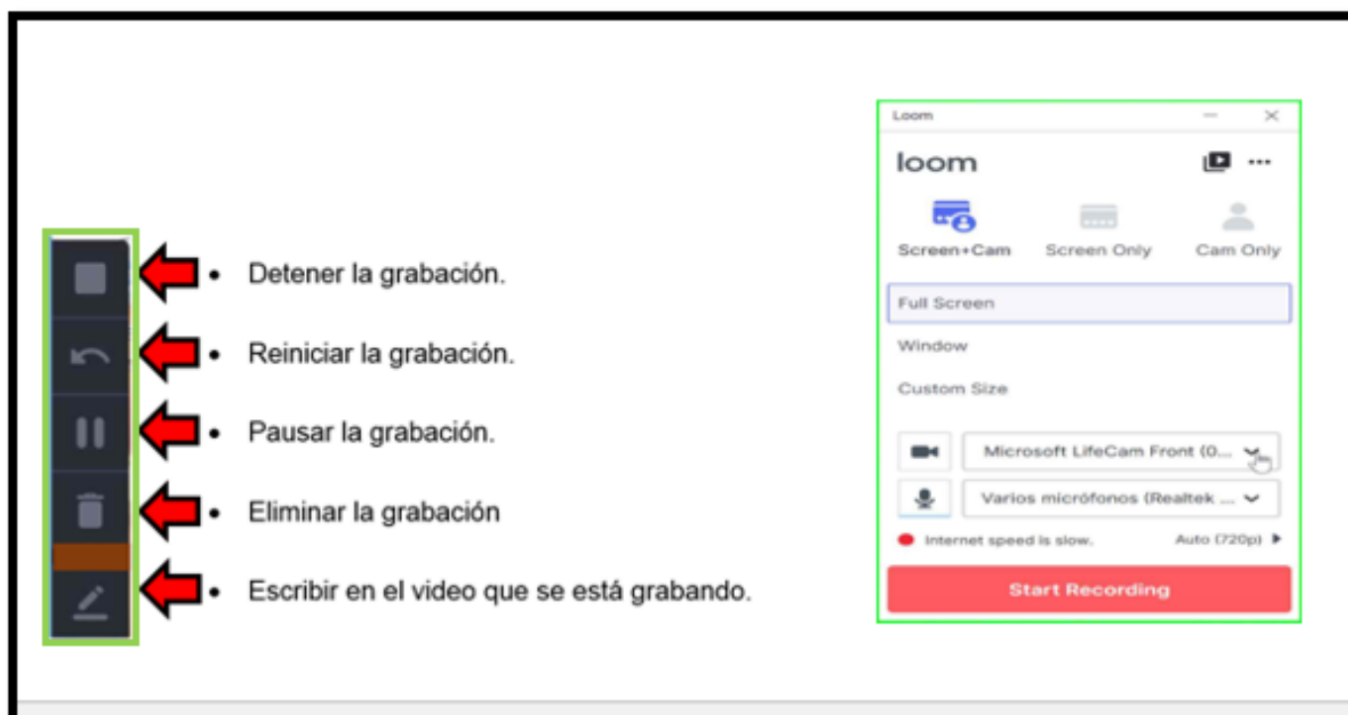 • Detener la grabación.
• Reiniciar la grabación.
• Pausar la grabación.
• Eliminar la grabación
• Escribir en el video que se está grabando.
Loom
loom
Screen+Cam Screen Only Cam Only
Full Screen
Window
Custom Size
Microsoft LifeCam Front (0...
Varios micrófonos (Realtek ...
Internet speed is slow. Auto (720p)
Start Recording